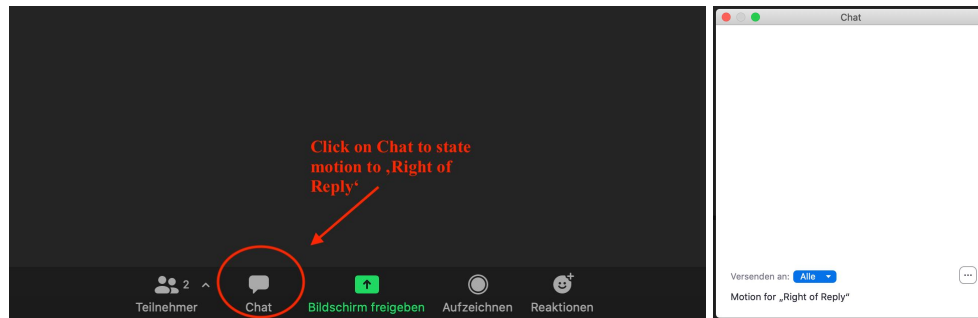 Click on Chat to state
motion to ‚Right of
Reply‘
2
Teilnehmer
Chat
Bildschirm freigeben
Aufzeichnen
Reaktionen
Chat
Versenden an: Alle
Motion for „Right of Reply"